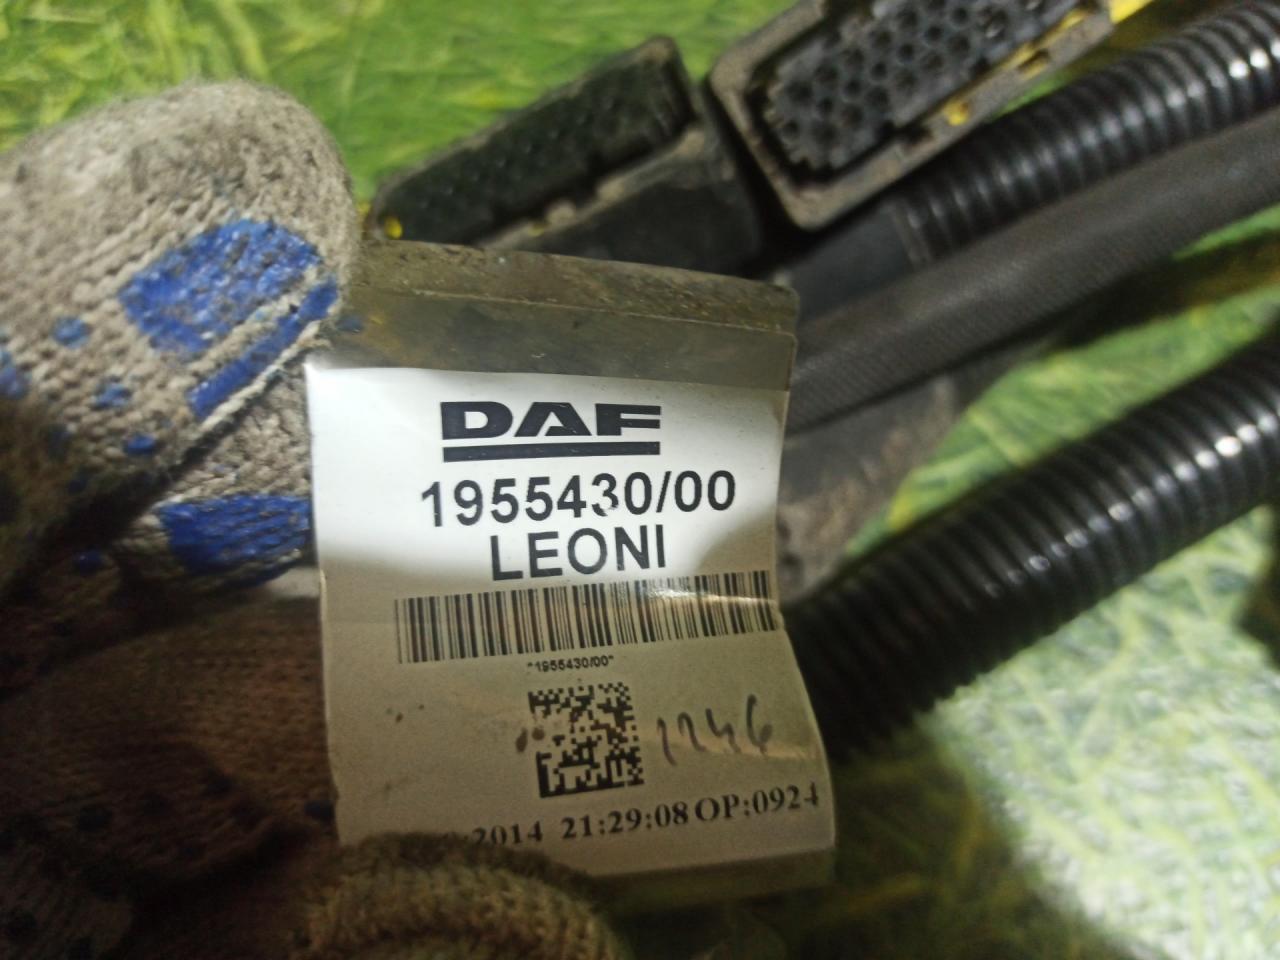 DAF
1955430/00
LEONI
"1955430/00"
1246
2014 21:29:08 OP:0924